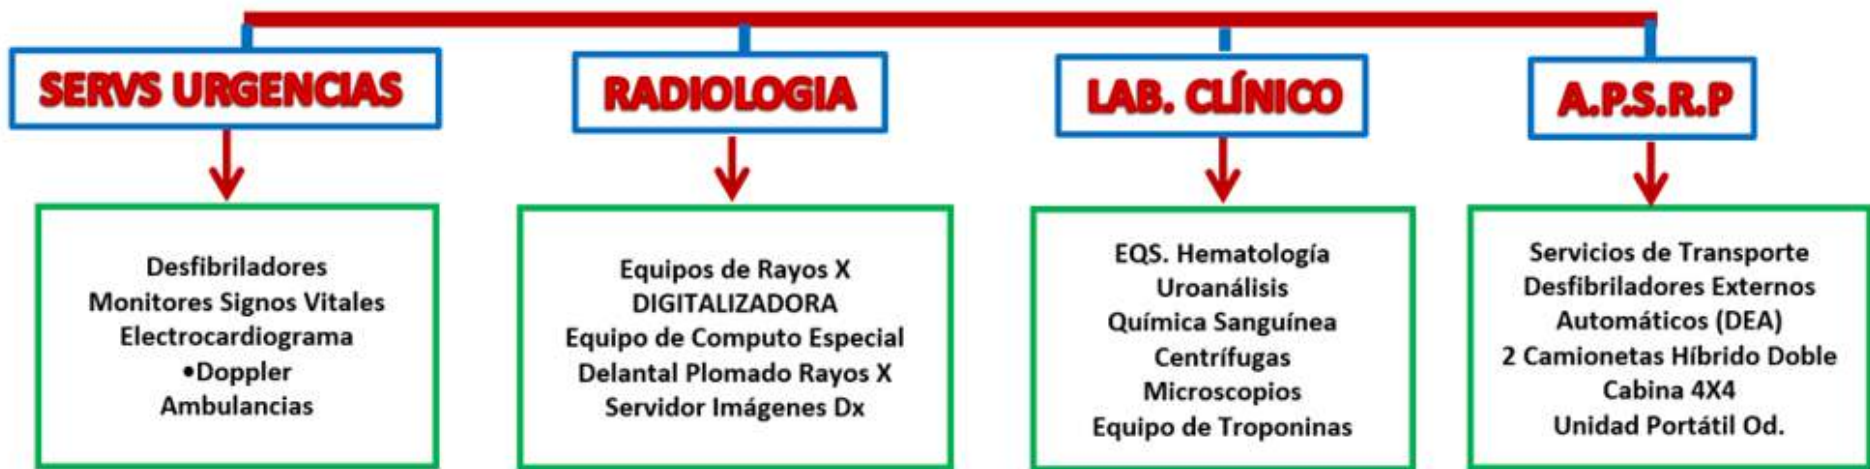 SERVS URGENCIAS
Desfibriladores
Monitores Signos Vitales
Electrocardiograma
•Doppler
Ambulancias
RADIOLOGIA
Equipos de Rayos X
DIGITALIZADORA
Equipo de Computo Especial
Delantal Plomado Rayos X
Servidor Imágenes Dx
LAB. CLÍNICO
EQS. Hematología
Uroanálisis
Química Sanguínea
Centrífugas
Microscopios
Equipo de Troponinas
A.P.S.R.P
Servicios de Transporte
Desfibriladores Externos
Automáticos (DEA)
2 Camionetas Híbrido Doble
Cabina 4X4
Unidad Portátil Od.